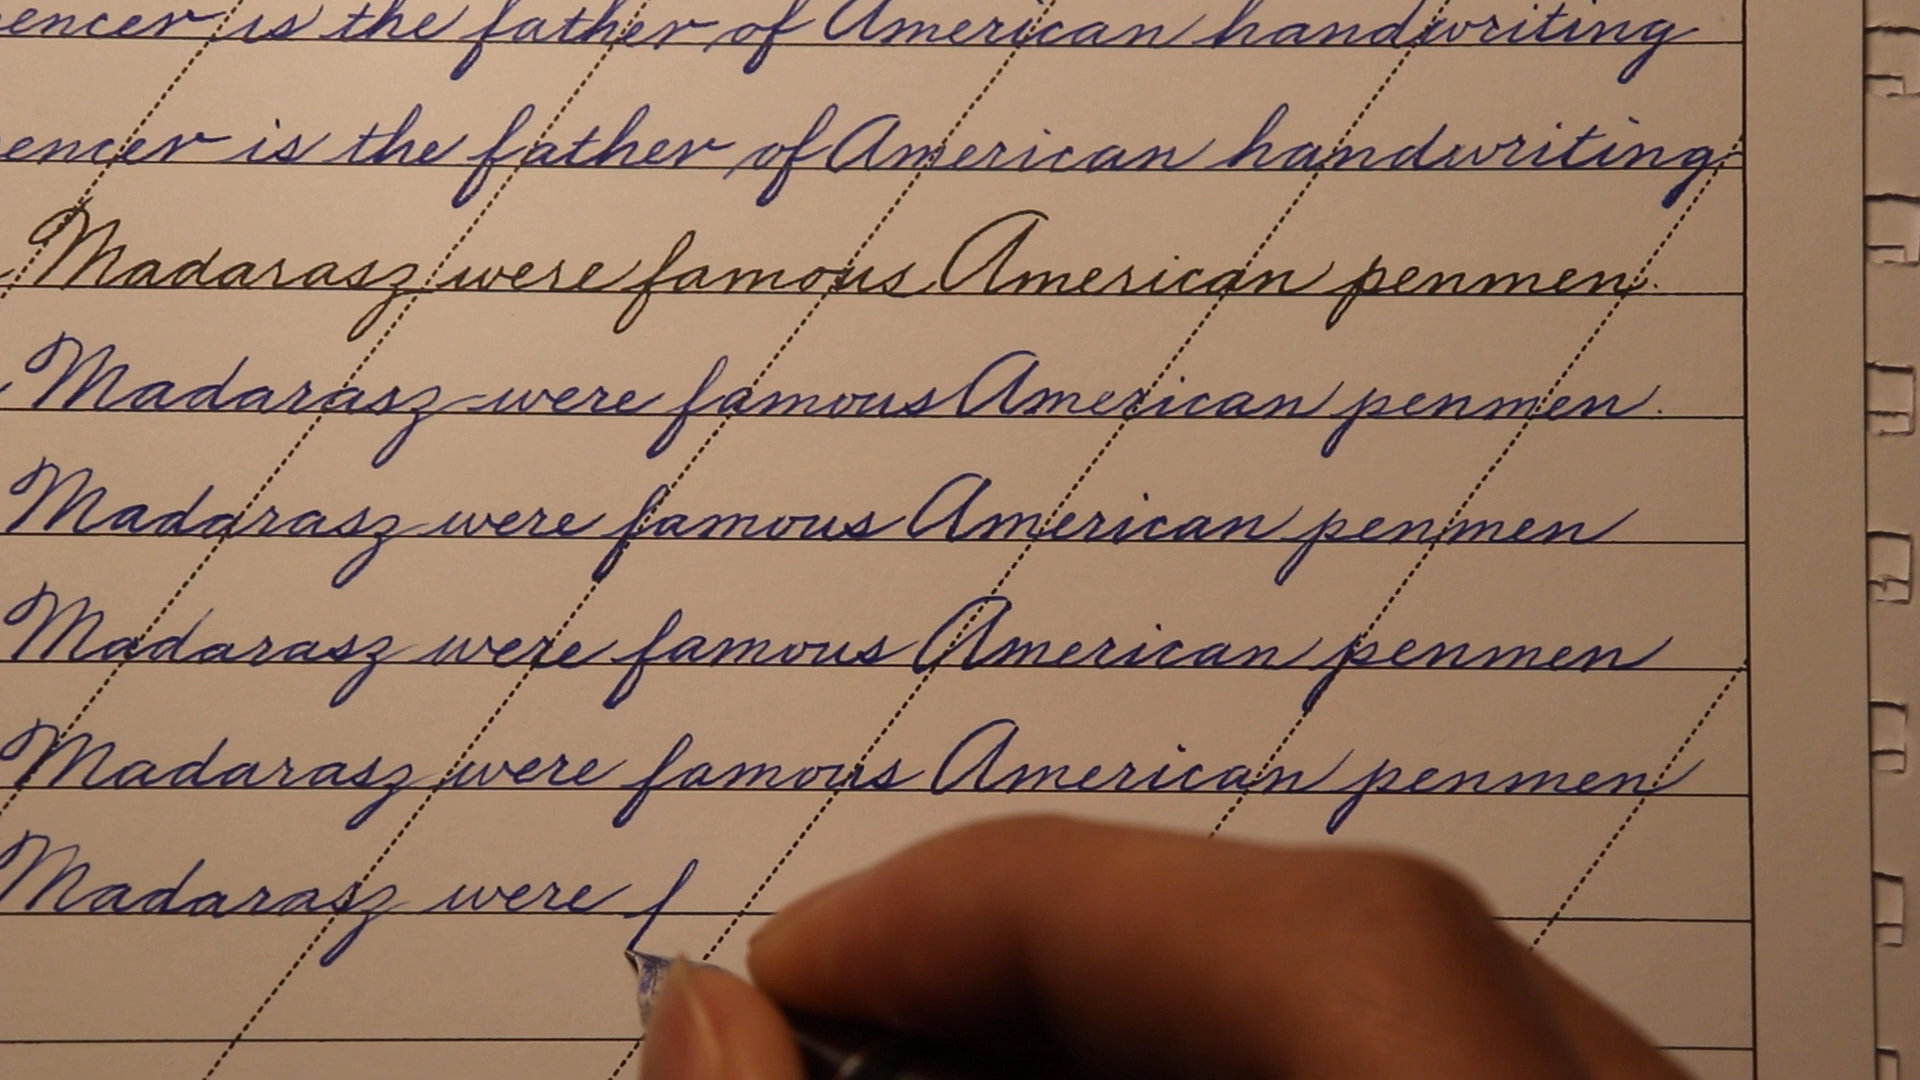 encer is the father of American handwriting
encer is the father of American handwriting
Madarasz were famous American penmen.
Madarasz were famous American penmen.
Madarasz were famous American penmen
Madarasz were famous American penmen
Madarasz were famous American penmen
Madarasz were f